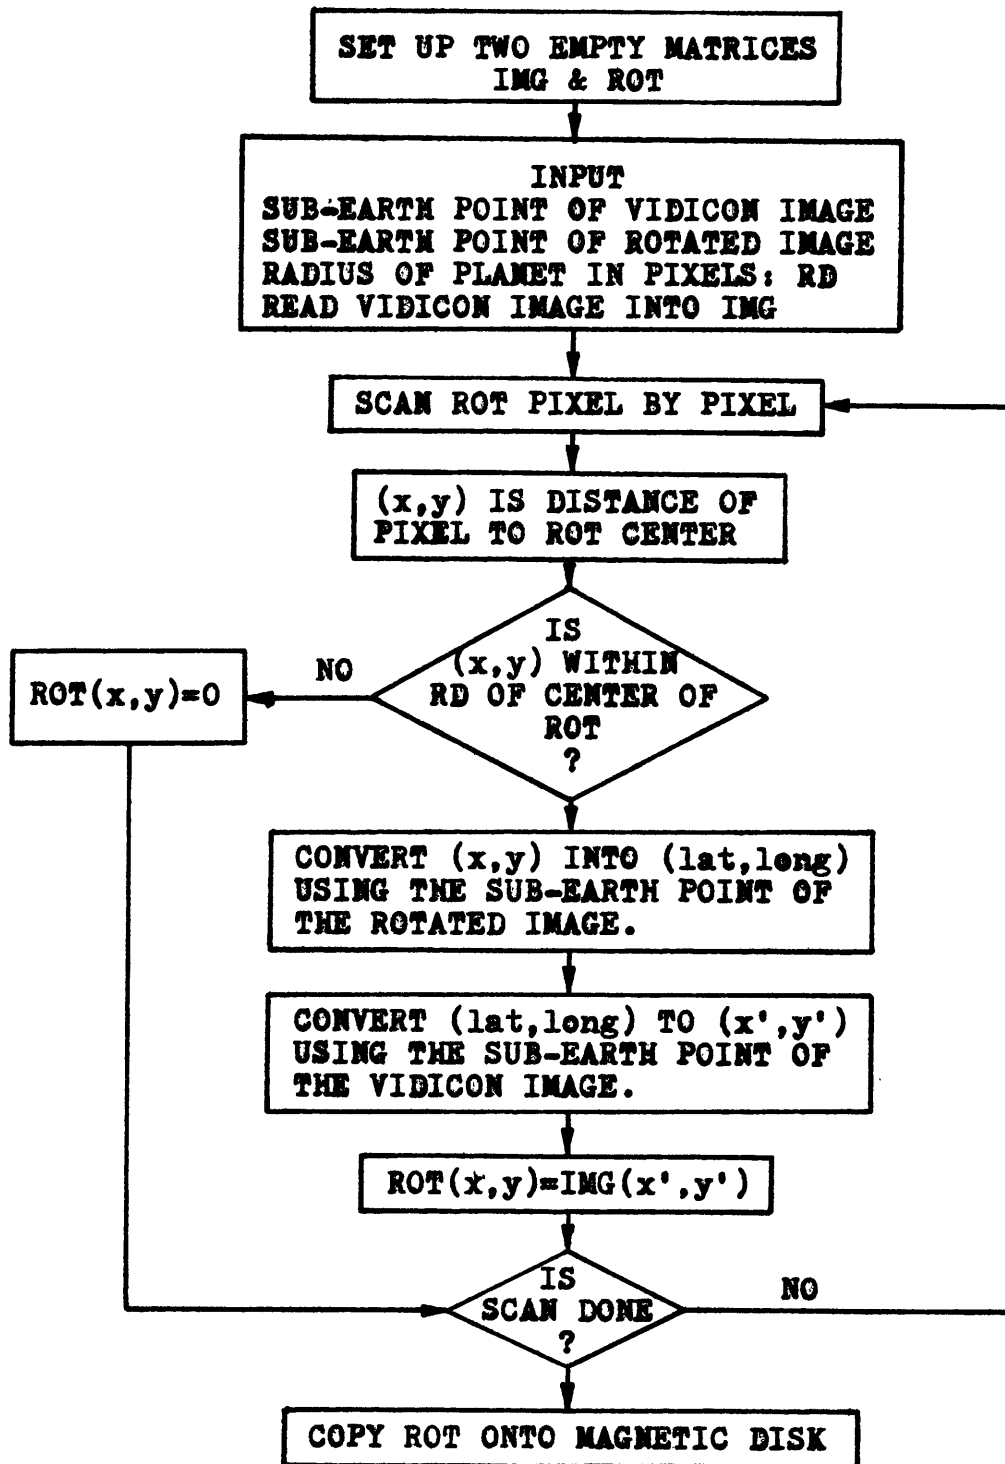 SET UP TWO EMPTY MATRICES
IMG & ROT
INPUT
SUB-EARTH POINT OF VIDICON IMAGE
SUB-EARTH POINT OF ROTATED IMAGE
RADIUS OF PLANET IN PIXELS: RD
READ VIDICON IMAGE INTO IMG
SCAN ROT PIXEL BY PIXEL
(x,y) IS DISTANCE OF
PIXEL TO ROT CENTER
IS
(x,y) WITHIN
RD OF CENTER OF
ROT
?
NO
ROT(x,y)=0
CONVERT (x,y) INTO (lat,long)
USING THE SUB-EARTH POINT OF
THE ROTATED IMAGE.
CONVERT (lat,long) TO (x',y')
USING THE SUB-EARTH POINT OF
THE VIDICON IMAGE.
ROT(x,y)=IMG(x',y')
IS
SCAN DONE
?
NO
COPY ROT ONTO MAGNETIC DISK